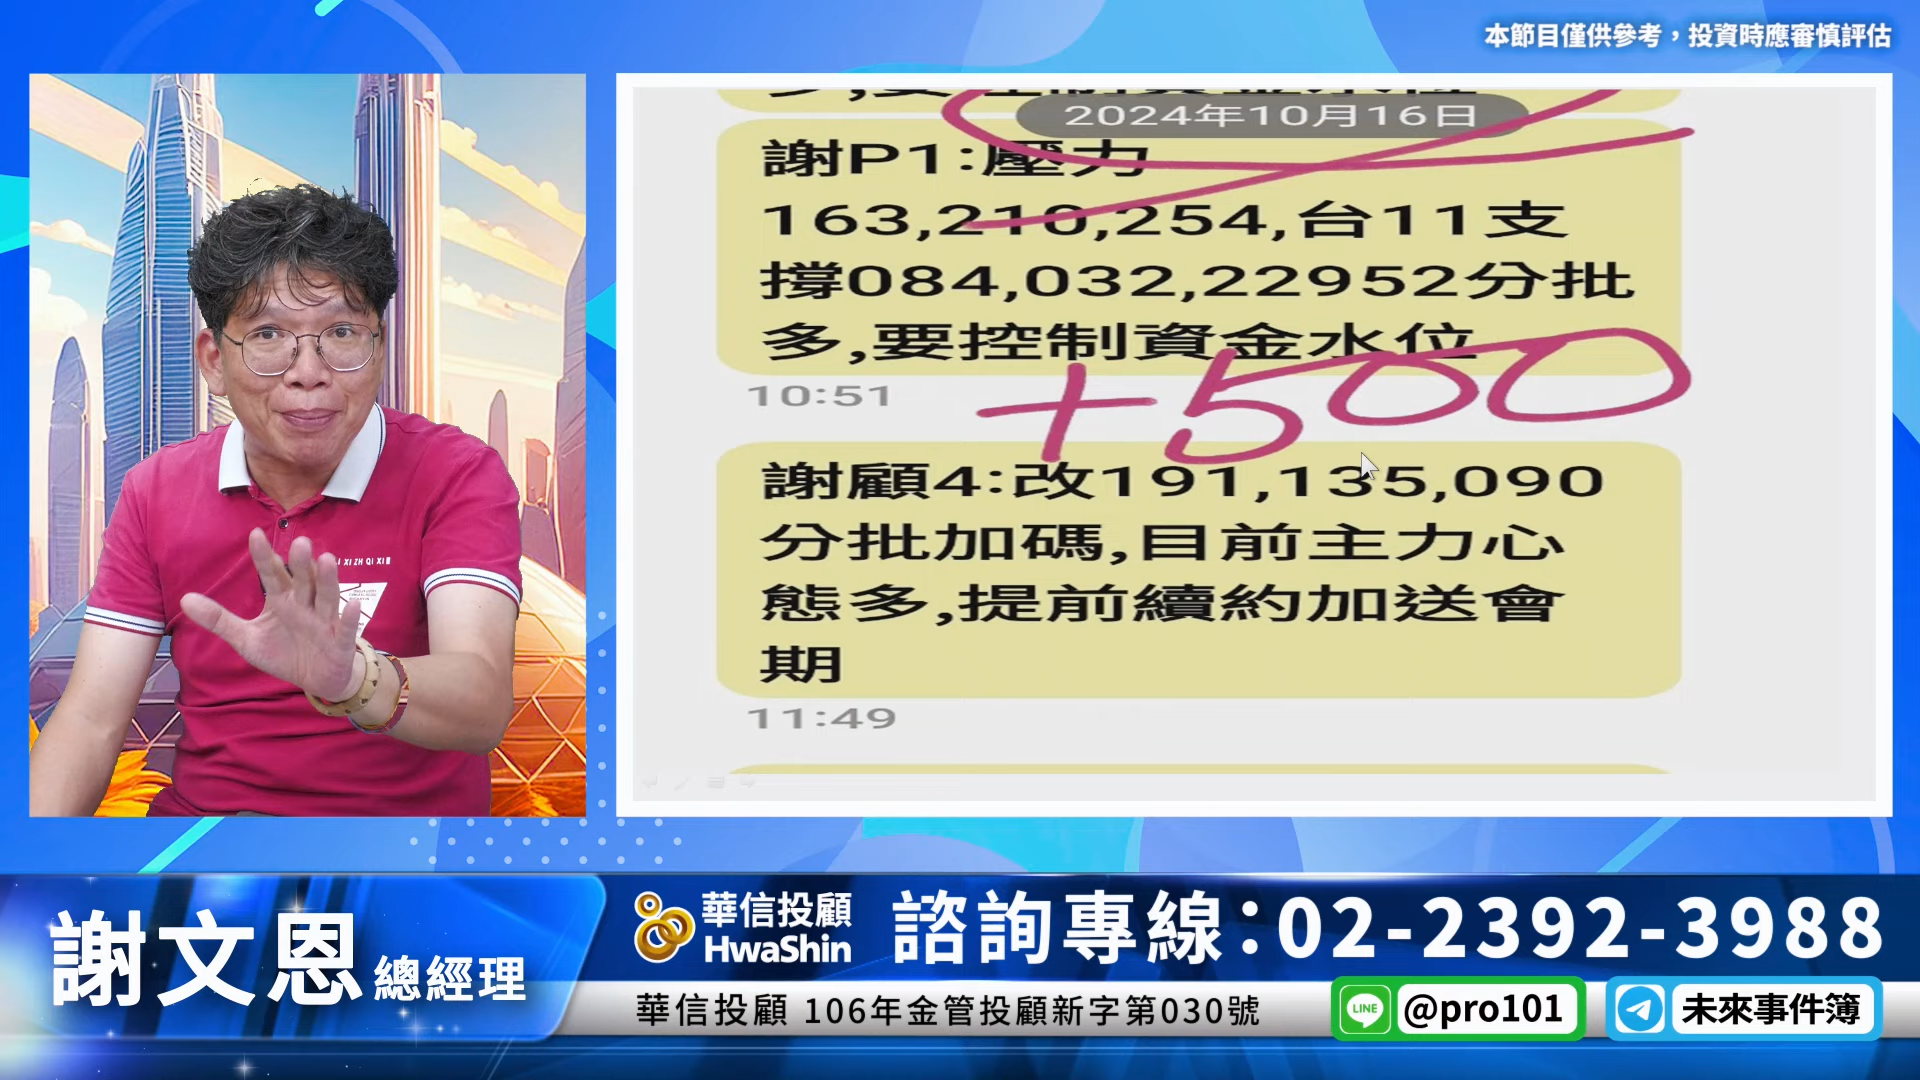 本節目僅供參考，投資時應審慎評估
2024年10月16日
謝P1:壓力
163,210,254,台11支
撐084,032,22952分批
多,要控制資金水位
10:51
+500
謝顧4:改191,135,090
分批加碼,目前主力心
態多,提前續約加送會
期
11:49
謝文恩 總經理
華信投顧
HwaShin
諮詢專線:02-2392-3988
華信投顧 106年金管投顧新字第030號
LINE
@pro101
未來事件簿